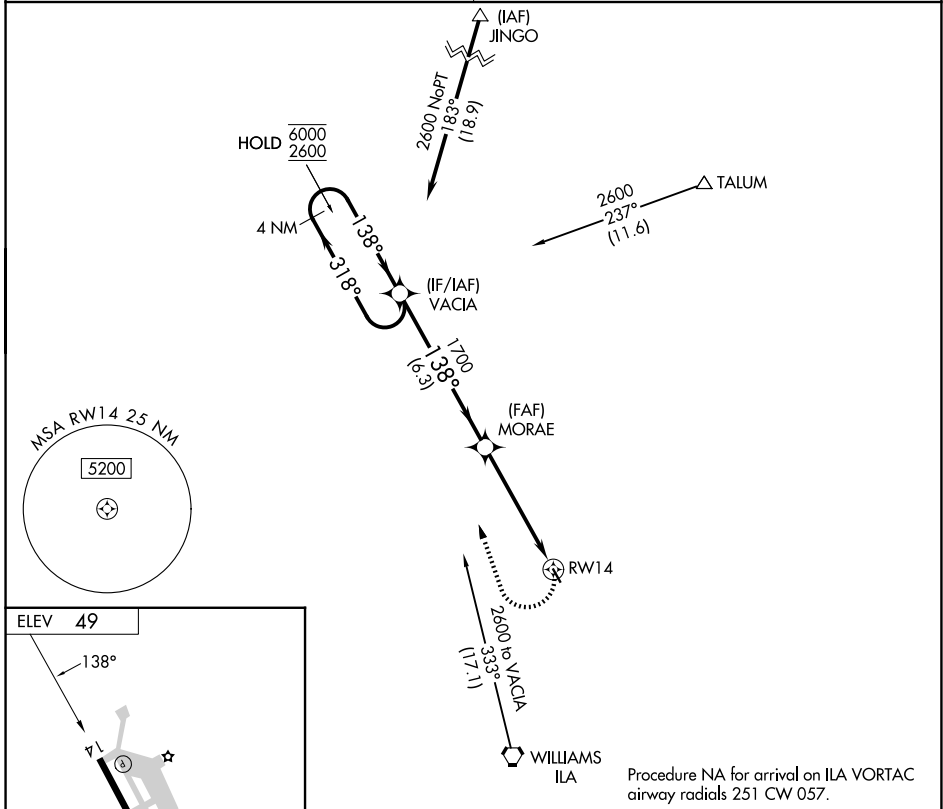 (IAF)
JINGO
2600 NoPT
183°
(18.9)
HOLD 6000
2600
4 NM
138°
318°
TALUM
2600
237°
(11.6)
(IF/IAF)
VACIA
1700
138°
(6.3)
(FAF)
MORAE
MSA RW14 25 NM
5200
RW14
2600 to VACIA
333°
(17.1)
WILLIAMS
ILA
ELEV 49
138°
14
P
Procedure NA for arrival on ILA VORTAC
airway radials 251 CW 057.